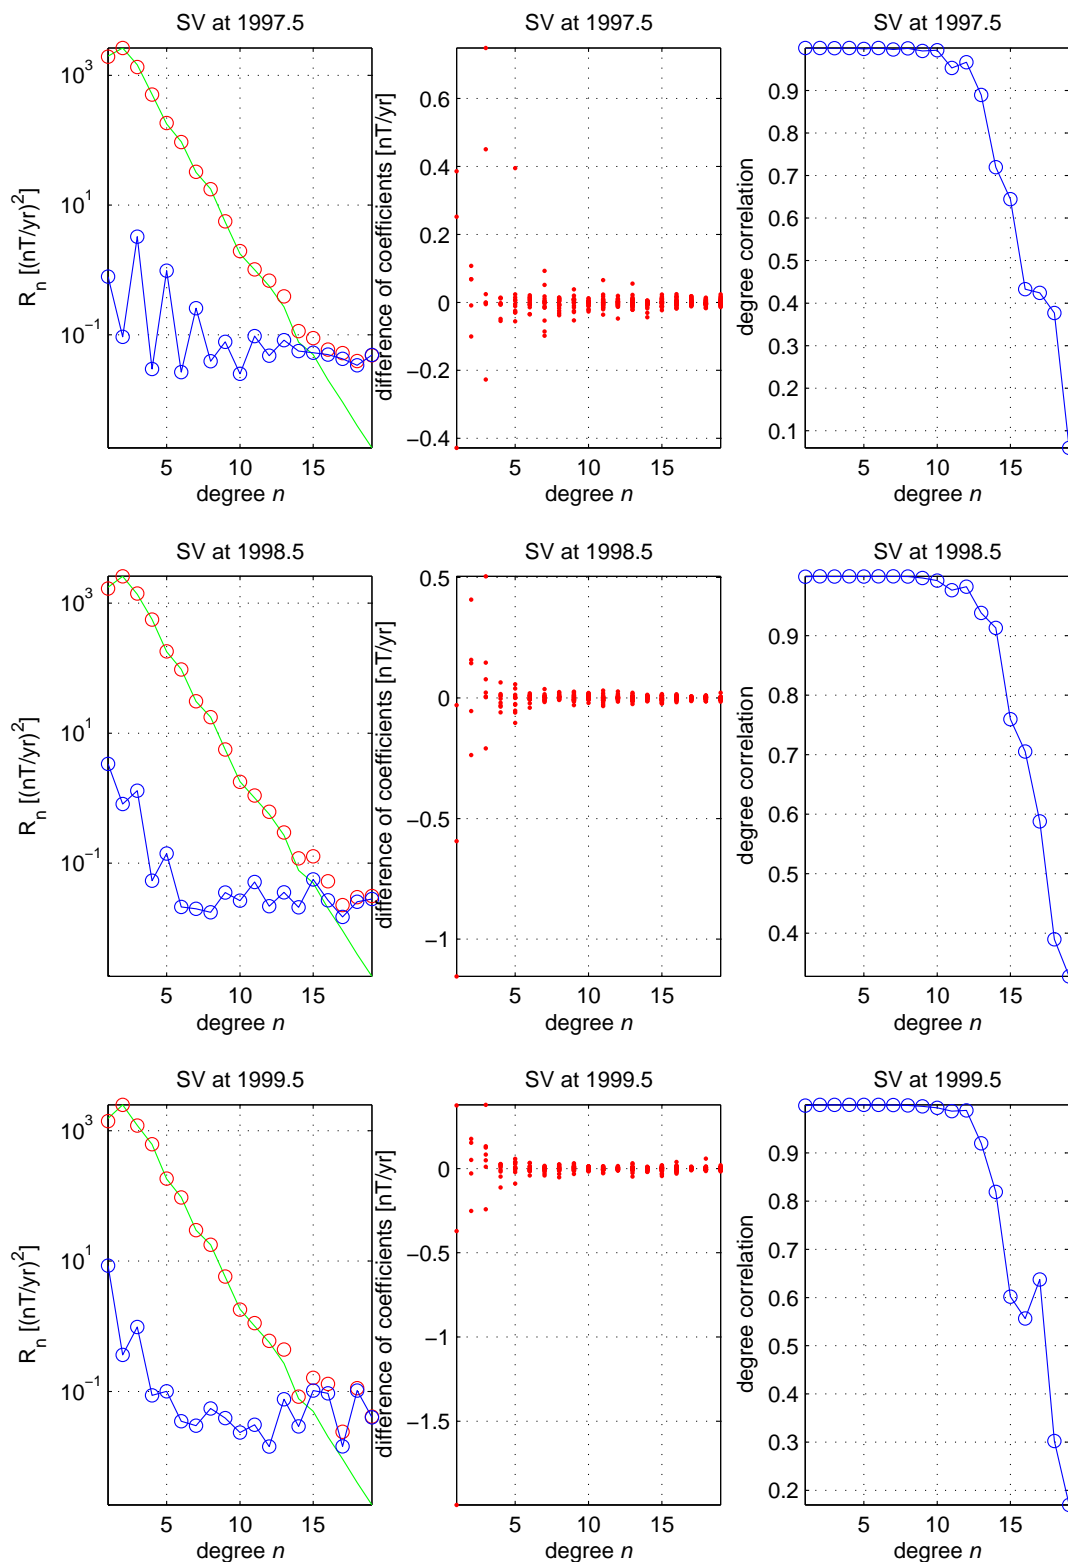 SV at 1997.5 SV at 1997.5 SV at 1997.5
10^3
10^1
10^−1
R_n [(nT/yr)^2]
5 10 15
degree n
0.6
0.4
0.2
0
−0.2
−0.4
difference of coefficients [nT/yr]
5 10 15
degree n
0.9
0.8
0.7
0.6
0.5
0.4
0.3
0.2
0.1
degree correlation
5 10 15
degree n
SV at 1998.5 SV at 1998.5 SV at 1998.5
10^3
10^1
10^−1
R_n [(nT/yr)^2]
5 10 15
degree n
0.5
0
−0.5
−1
difference of coefficients [nT/yr]
5 10 15
degree n
0.9
0.8
0.7
0.6
0.5
0.4
degree correlation
5 10 15
degree n
SV at 1999.5 SV at 1999.5 SV at 1999.5
10^3
10^1
10^−1
R_n [(nT/yr)^2]
5 10 15
degree n
0
−0.5
−1
−1.5
difference of coefficients [nT/yr]
5 10 15
degree n
0.9
0.8
0.7
0.6
0.5
0.4
0.3
0.2
degree correlation
5 10 15
degree n